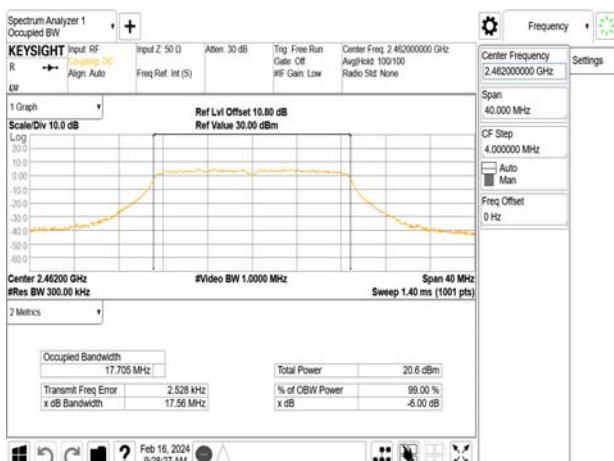 Spectrum Analyzer 1
Occupied BW
Frequency
KEYSIGHT
Input: RF
Coupling: DC
Align: Auto
Input Z: 50 Ω
Freq Ref: Int (S)
Atten: 30 dB
Trig: Free Run
Gate: Off
#IF Gain: Low
Center Freq: 2.462000000 GHz
Avg|Hold: 100/100
Radio Std: None
R
LW
Center Frequency
2.462000000 GHz
Settings
Span
40.000 MHz
CF Step
4.000000 MHz
Auto
Man
Freq Offset
0 Hz
1 Graph
Scale/Div 10.0 dB
Ref Lvl Offset 10.80 dB
Ref Value 30.00 dBm
Log
20.0
10.0
0.00
-10.0
-20.0
-30.0
-40.0
-50.0
-60.0
Center 2.46200 GHz
#Video BW 1.0000 MHz
Span 40 MHz
#Res BW 300.00 kHz
Sweep 1.40 ms (1001 pts)
2 Metrics
Occupied Bandwidth
17.705 MHz
Total Power
20.6 dBm
Transmit Freq Error
2.528 kHz
% of OBW Power
99.00 %
x dB Bandwidth
17.56 MHz
x dB
-6.00 dB
?
Feb 16, 2024
9:28:27 AM